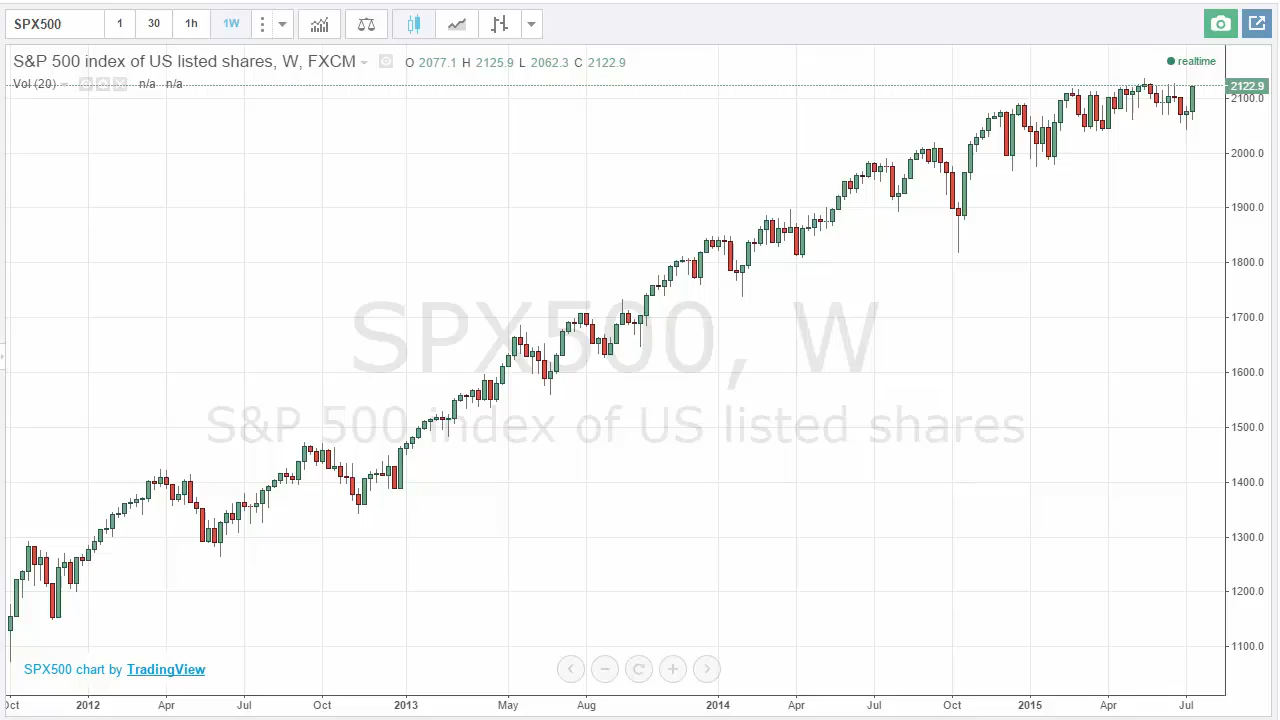 SPX500 1 30 1h 1W
S&P 500 index of US listed shares, W, FXCM O 2077.1 H 2125.9 L 2062.3 C 2122.9
realtime
Vol (20) n/a n/a
2122.9
2100.0
2000.0
1900.0
1800.0
1700.0
SPX500, W
1600.0
S&P 500 index of US listed shares
1500.0
1400.0
1300.0
1200.0
1100.0
SPX500 chart by TradingView
Oct 2012 Apr Jul Oct 2013 May Aug 2014 Apr Jul Oct 2015 Apr Jul